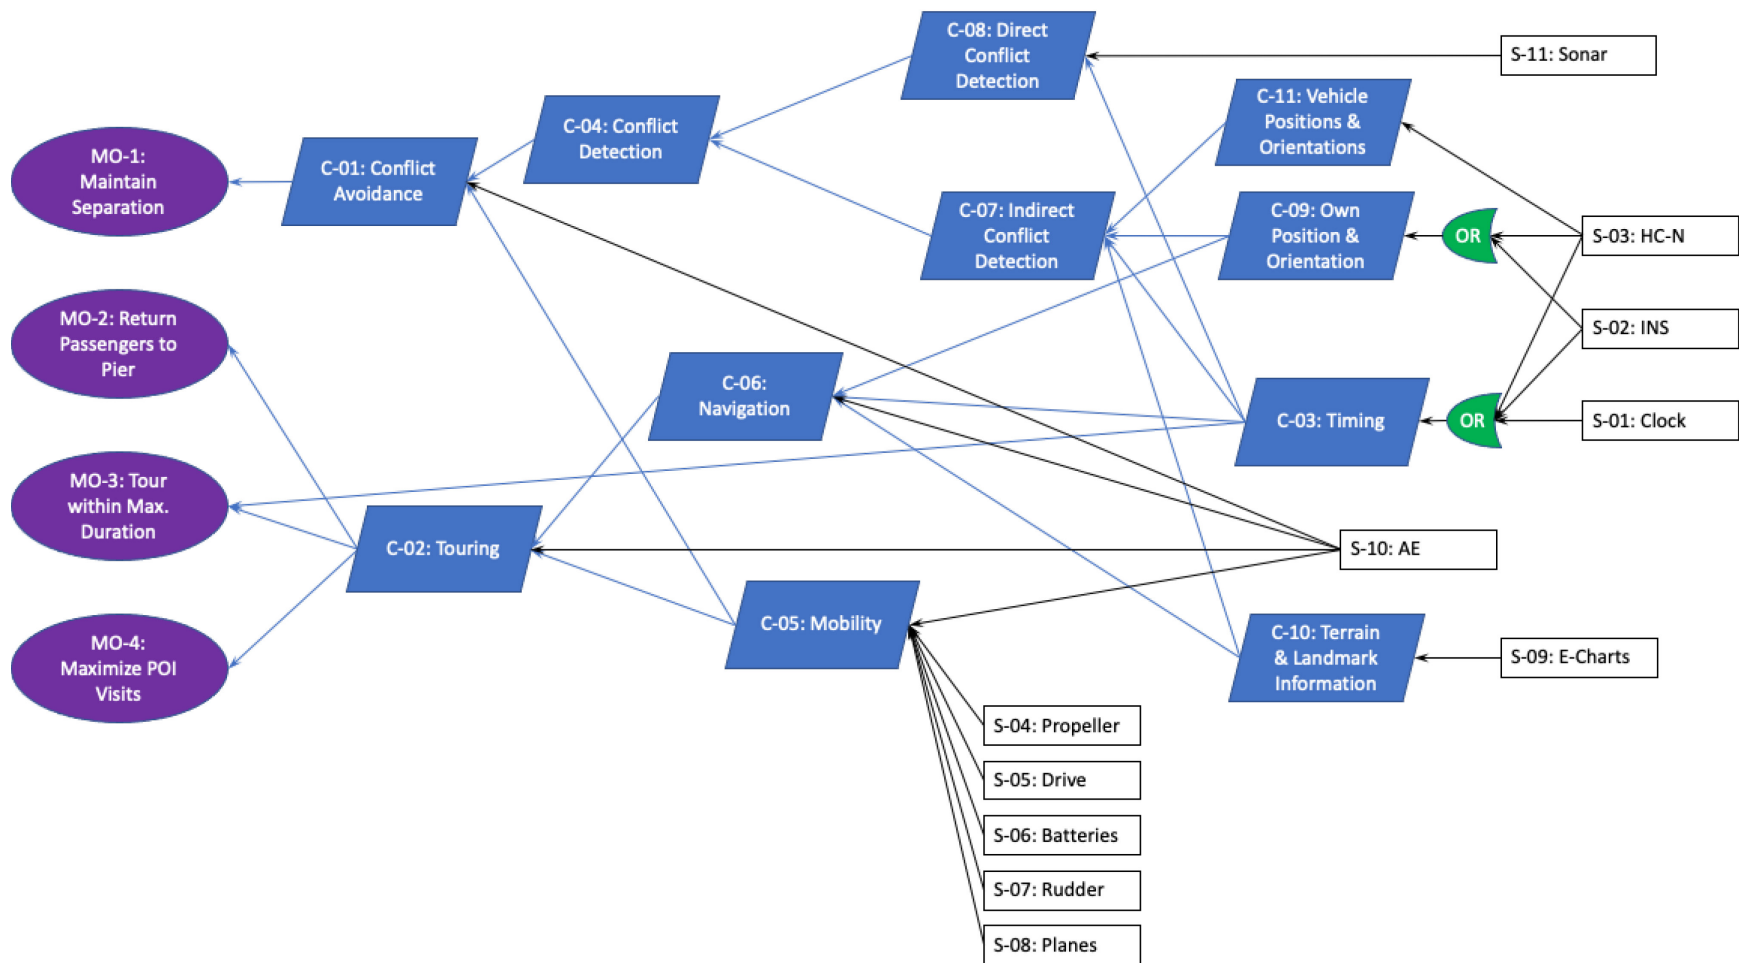 C-08: Direct
Conflict
Detection
S-11: Sonar
C-11: Vehicle
Positions &
Orientations
C-04: Conflict
Detection
MO-1:
Maintain
Separation
C-01: Conflict
Avoidance
C-07: Indirect
Conflict
Detection
C-09: Own
Position &
Orientation
OR
S-03: HC-N
MO-2: Return
Passengers to
Pier
S-02: INS
C-06:
Navigation
C-03: Timing
OR
S-01: Clock
MO-3: Tour
within Max.
Duration
C-02: Touring
S-10: AE
MO-4:
Maximize POI
Visits
C-05: Mobility
C-10: Terrain
& Landmark
Information
S-09: E-Charts
S-04: Propeller
S-05: Drive
S-06: Batteries
S-07: Rudder
S-08: Planes